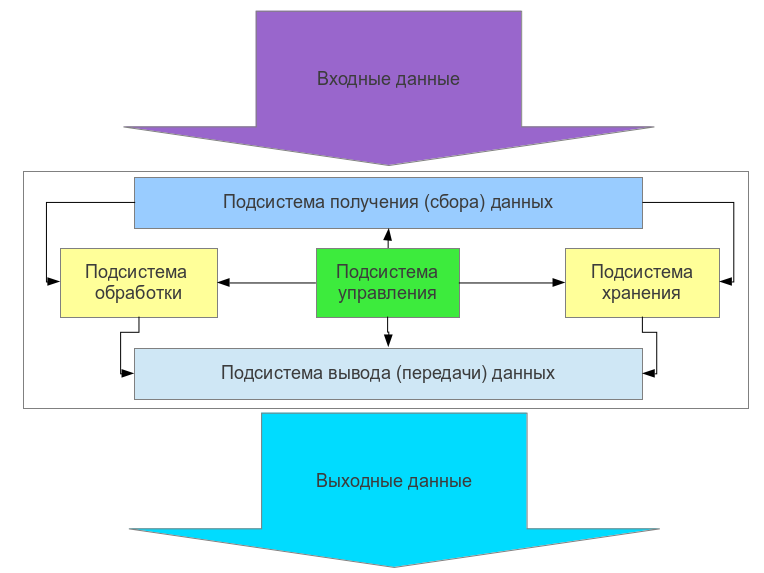 Входные данные
Подсистема получения (сбора) данных
Подсистема
обработки
Подсистема
управления
Подсистема
хранения
Подсистема вывода (передачи) данных
Выходные данные